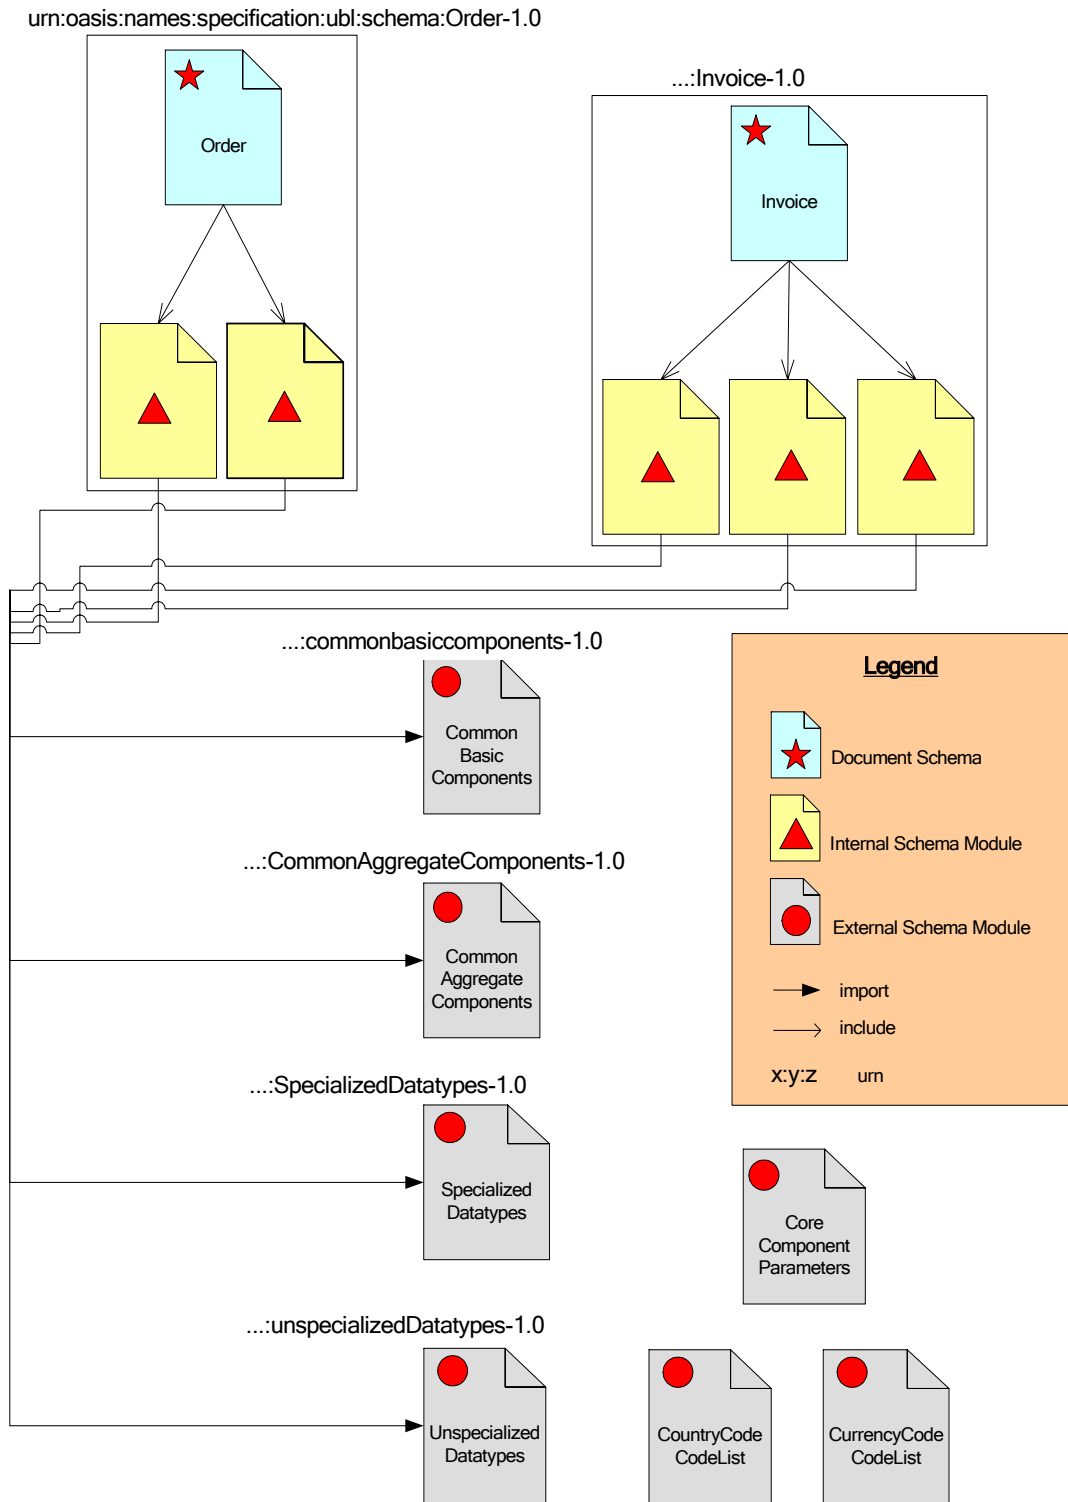 urn:oasis:names:specification:ubl:schema:Order-1.0
...:Invoice-1.0
Order
Invoice
...:commonbasiccomponents-1.0
Common
Basic
Components
...:CommonAggregateComponents-1.0
Common
Aggregate
Components
...:SpecializedDatatypes-1.0
Specialized
Datatypes
...:unspecializedDatatypes-1.0
Unspecialized
Datatypes
Legend
Document Schema
Internal Schema Module
External Schema Module
import
include
x:y:z urn
Core
Component
Parameters
CountryCode
CodeList
CurrencyCode
CodeList